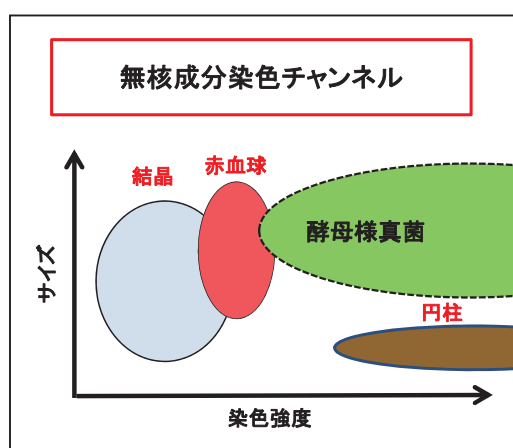 無核成分染色チャンネル
結晶
赤血球
酵母様真菌
円柱
サイズ
染色強度